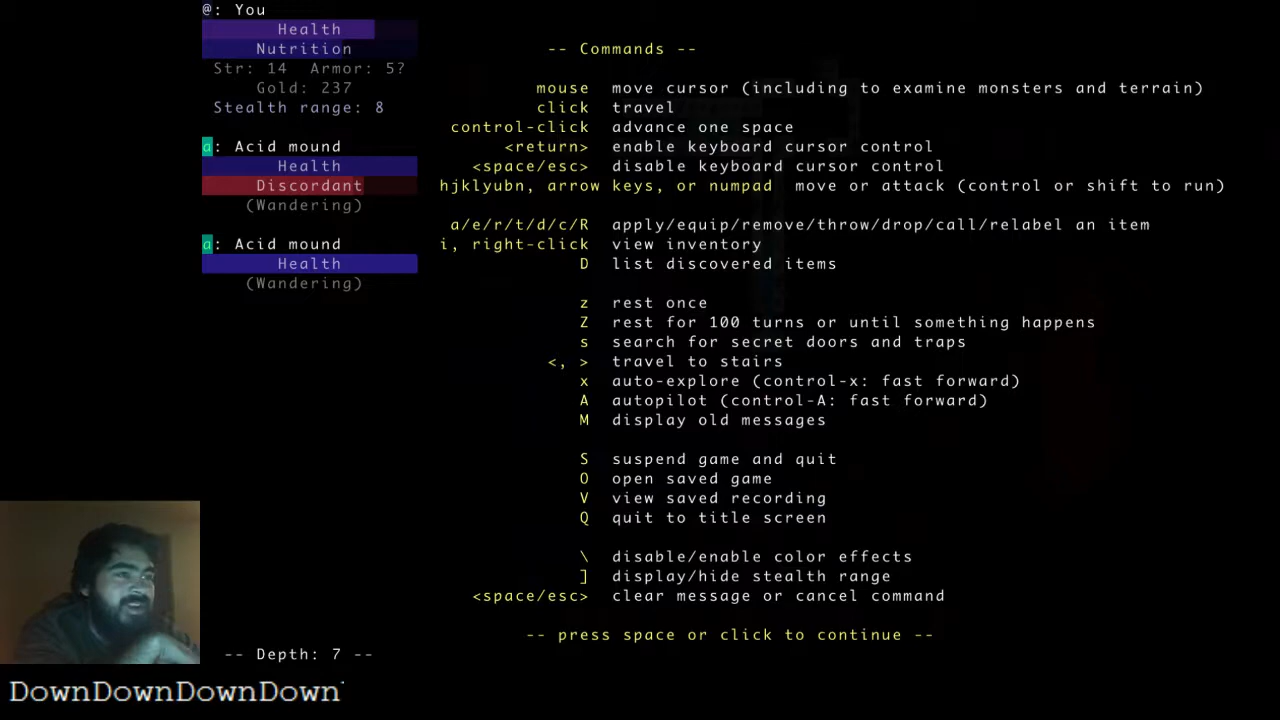 @: You
Health
Nutrition
Str: 14 Armor: 5?
Gold: 237
Stealth range: 8
a: Acid mound
Health
Discordant
(Wandering)
a: Acid mound
Health
(Wandering)
-- Commands --
mouse move cursor (including to examine monsters and terrain)
click travel
control-click advance one space
<return> enable keyboard cursor control
<space/esc> disable keyboard cursor control
hjklyubn, arrow keys, or numpad move or attack (control or shift to run)
a/e/r/t/d/c/R apply/equip/remove/throw/drop/call/relabel an item
i, right-click view inventory
D list discovered items
z rest once
Z rest for 100 turns or until something happens
s search for secret doors and traps
<, > travel to stairs
x auto-explore (control-x: fast forward)
A autopilot (control-A: fast forward)
M display old messages
S suspend game and quit
O open saved game
V view saved recording
Q quit to title screen
\ disable/enable color effects
] display/hide stealth range
<space/esc> clear message or cancel command
-- press space or click to continue --
-- Depth: 7 --
DownDownDownDown